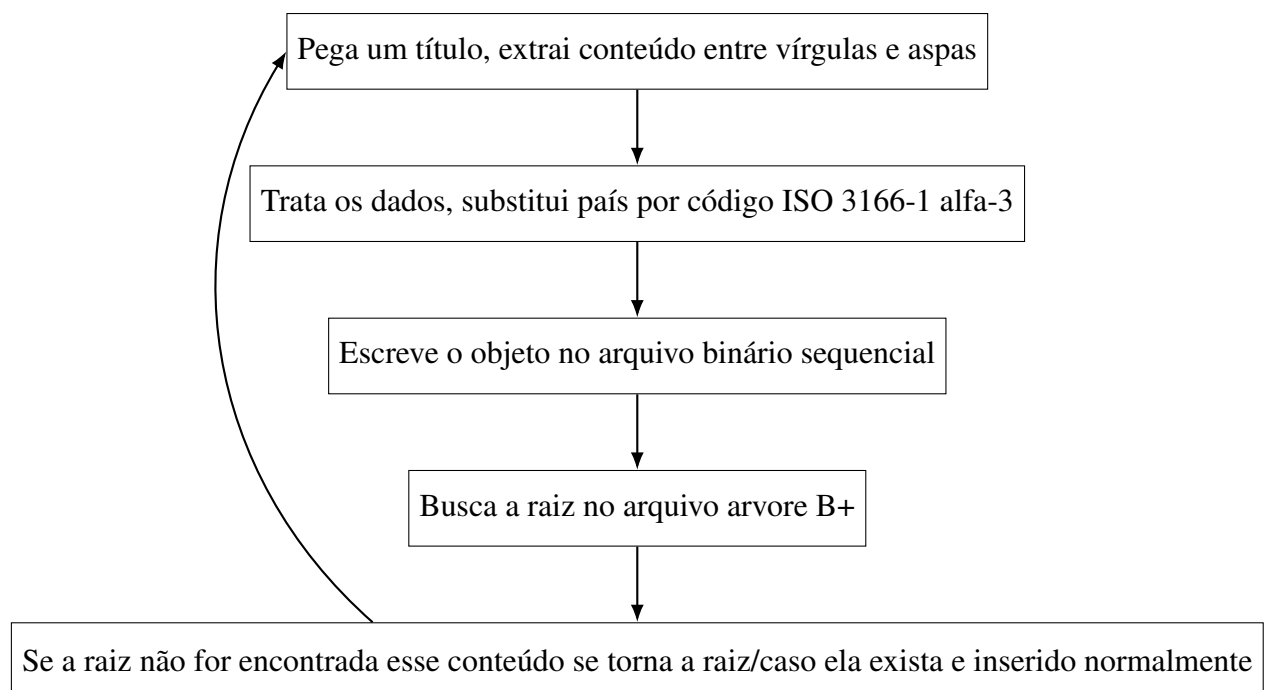 Pega um título, extrai conteúdo entre vírgulas e aspas
Trata os dados, substitui país por código ISO 3166-1 alfa-3
Escreve o objeto no arquivo binário sequencial
Busca a raiz no arquivo arvore B+
Se a raiz não for encontrada esse conteúdo se torna a raiz/caso ela exista e inserido normalmente